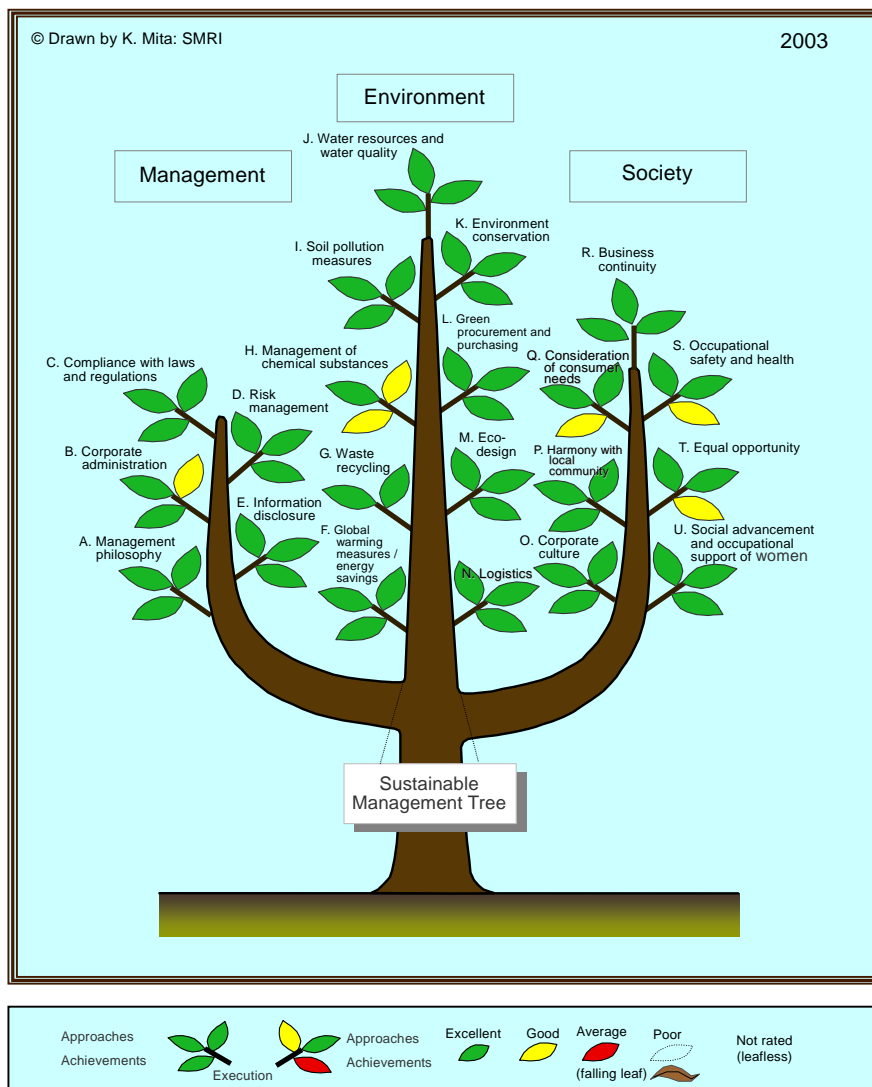 © Drawn by K. Mita: SMRI
2003
Environment
Management
Society
J. Water resources and
water quality
K. Environment
conservation
I. Soil pollution
measures
R. Business
continuity
L. Green
procurement and
purchasing
H. Management of
chemical substances
Q. Consideration
of consumer
needs
S. Occupational
safety and health
C. Compliance with laws
and regulations
D. Risk
management
B. Corporate
administration
G. Waste
recycling
M. Eco-
design
P. Harmony with
local
community
T. Equal opportunity
E. Information
disclosure
A. Management
philosophy
F. Global
warming
measures /
energy
savings
O. Corporate
culture
U. Social advancement
and occupational
support of women
N. Logistics
Sustainable
Management Tree
Approaches
Achievements
Execution
Approaches
Achievements
Excellent
Good
Average
(falling leaf)
Poor
Not rated
(leafless)